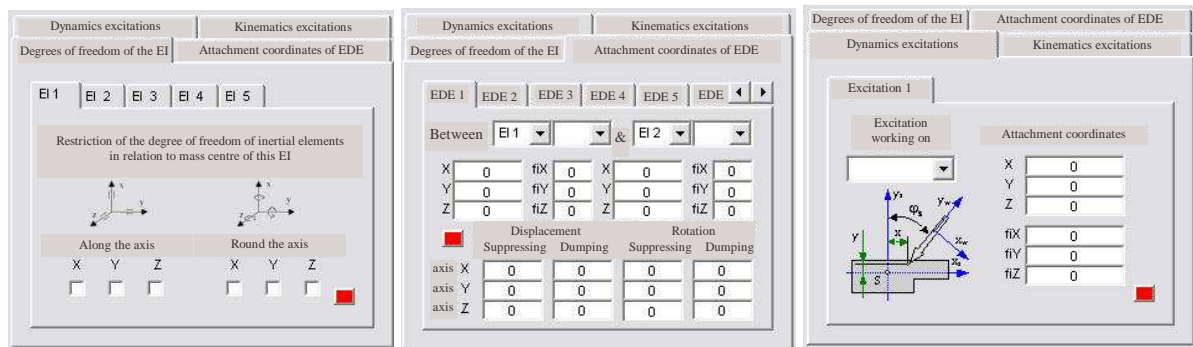 Dynamics excitations Kinematics excitations
Degrees of freedom of the EI Attachment coordinates of EDE
EI 1 EI 2 EI 3 EI 4 EI 5
Restriction of the degree of freedom of inertial elements
in relation to mass centre of this EI
x x
y y
z z
Along the axis Round the axis
X Y Z X Y Z
Dynamics excitations Kinematics excitations
Degrees of freedom of the EI Attachment coordinates of EDE
EDE 1 EDE 2 EDE 3 EDE 4 EDE 5 EDE
Between EI 1 & EI 2
X 0 fiX 0 X 0 fiX 0
Y 0 fiY 0 Y 0 fiY 0
Z 0 fiZ 0 Z 0 fiZ 0
Displacement Rotation
Suppressing Dumping Suppressing Dumping
axis X 0 0 0 0
axis Y 0 0 0 0
axis Z 0 0 0 0
Degrees of freedom of the EI Attachment coordinates of EDE
Dynamics excitations Kinematics excitations
Excitation 1
Excitation
working on
Attachment coordinates
X 0
Y 0
Z 0
fiX 0
fiY 0
fiZ 0
ys yw
φs
y x xw
xs
S